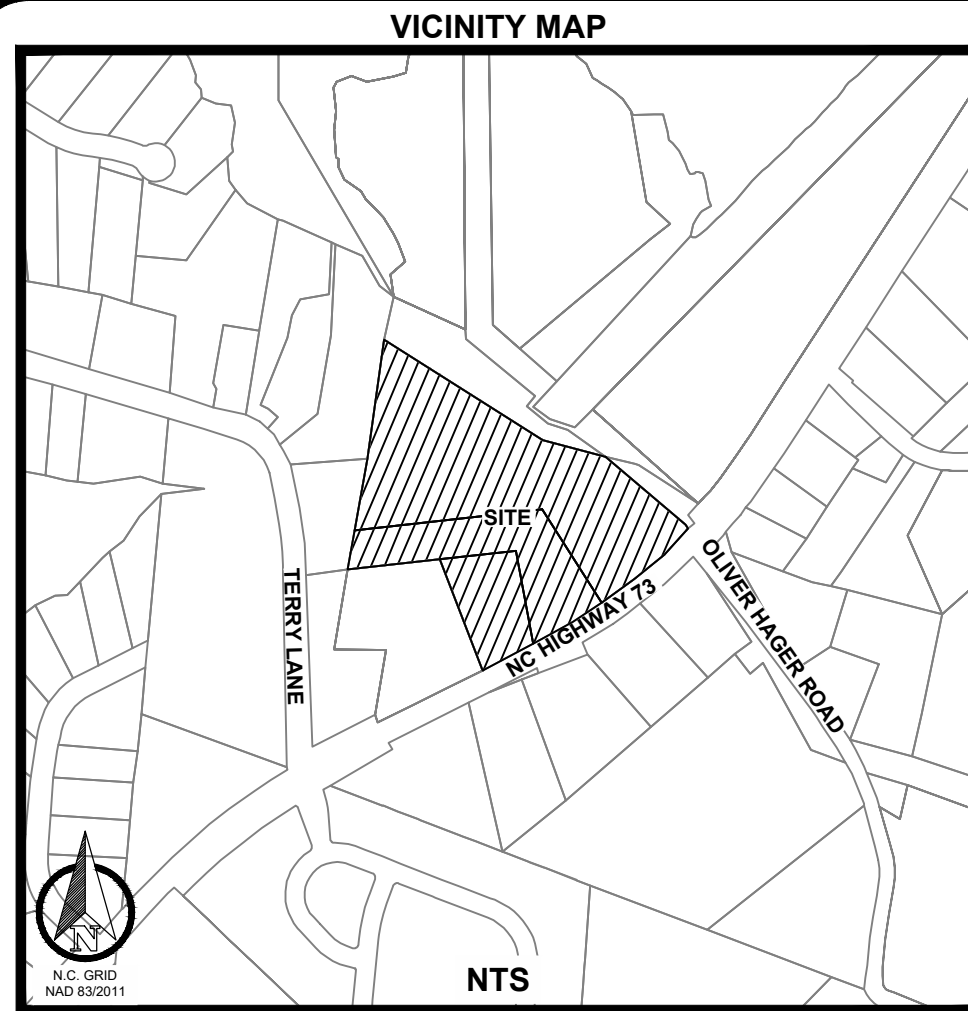 VICINITY MAP
SITE
OLIVER HAGER ROAD
TERRY LANE
NC HIGHWAY 73
N
N.C. GRID
NAD 83/2011
NTS